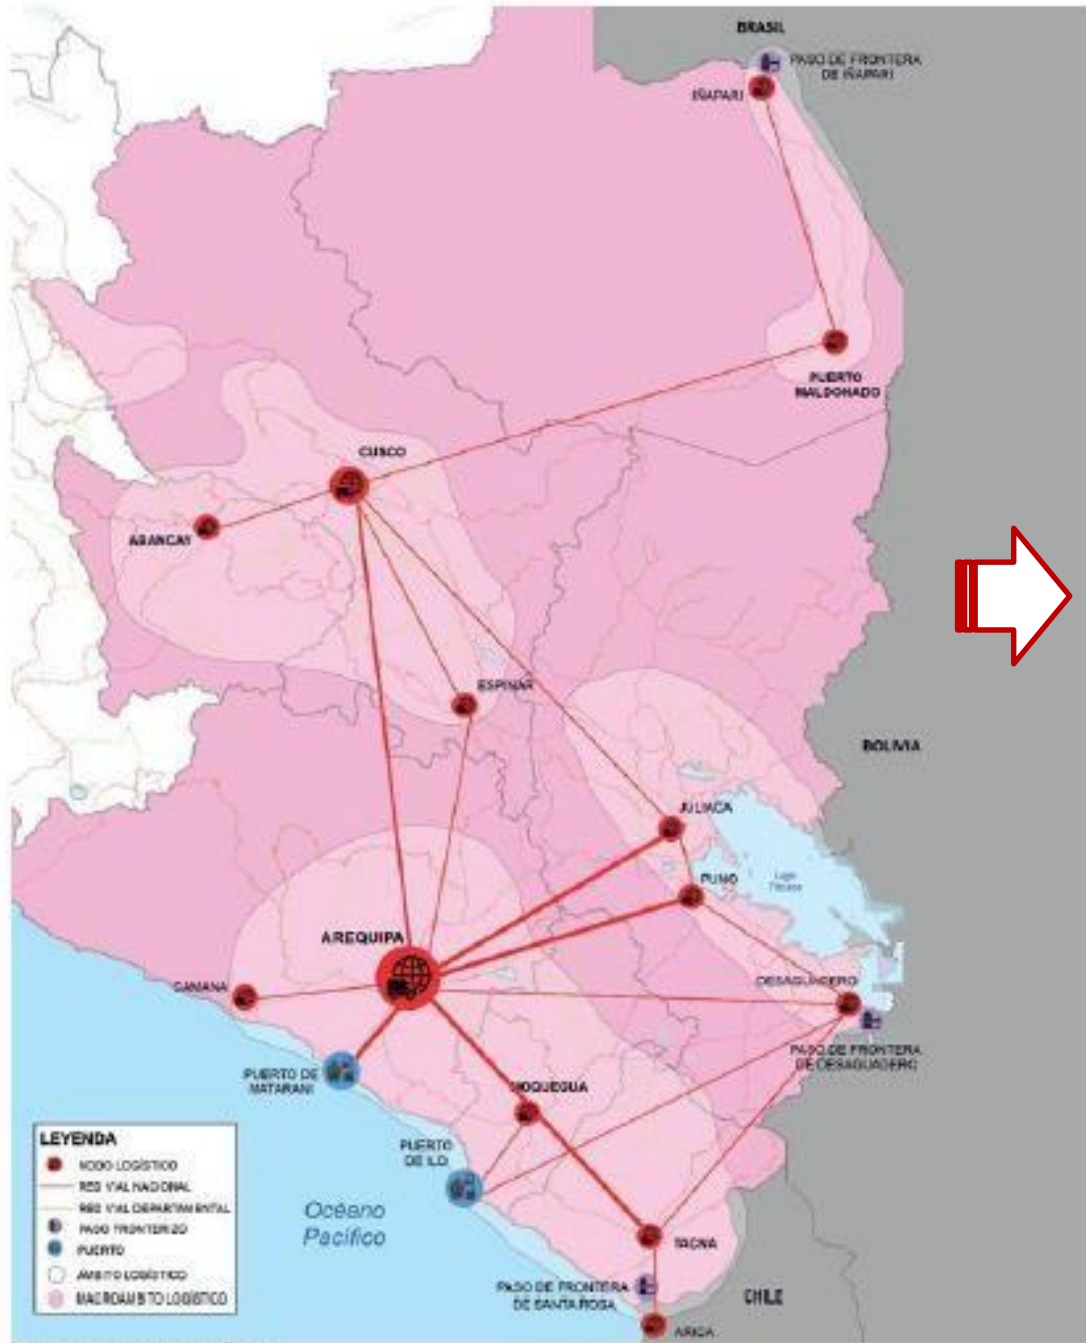 BRASIL
PASO DE FRONTERA
DE IÑAPARI
IÑAPARI
PUERTO
MALDONADO
CUSCO
ABANCAY
ESPINAR
BOLIVIA
JULIACA
PUNO
Lago
Titicaca
AREQUIPA
CAMANA
DESAGUADERO
PASO DE FRONTERA
DE DESAGUADERO
PUERTO DE
MATARANI
MOQUEGUA
PUERTO
DE ILO
Océano
Pacífico
TACNA
PASO DE FRONTERA
DE SANTA ROSA
CHILE
ARICA
LEYENDA
NODO LOGÍSTICO
RED VIAL NACIONAL
RED VIAL DEPARTAMENTAL
PASO FRONTERIZO
PUERTO
ÁMBITO LOGÍSTICO
MACROÁMBITO LOGÍSTICO